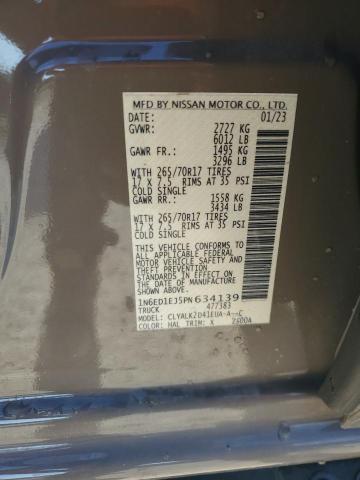 MFD BY NISSAN MOTOR CO., LTD.
DATE: 01/23
GVWR: 2727 KG
6012 LB
GAWR FR.: 1495 KG
3296 LB
WITH 265/70R17 TIRES
17 X 7.5 RIMS AT 35 PSI
COLD SINGLE
GAWR RR.: 1558 KG
3434 LB
WITH 265/70R17 TIRES
17 X 7.5 RIMS AT 35 PSI
COLD SINGLE
THIS VEHICLE CONFORMS TO
ALL APPLICABLE FEDERAL
MOTOR VEHICLE SAFETY AND
THEFT PREVENTION STANDARDS
IN EFFECT ON THE DATE OF
MANUFACTURE SHOWN ABOVE.
1N6ED1EJ5PN634139
TRUCK 477383
MODEL: CLYALK2D41EUA-A--C
COLOR: HAL TRIM: X